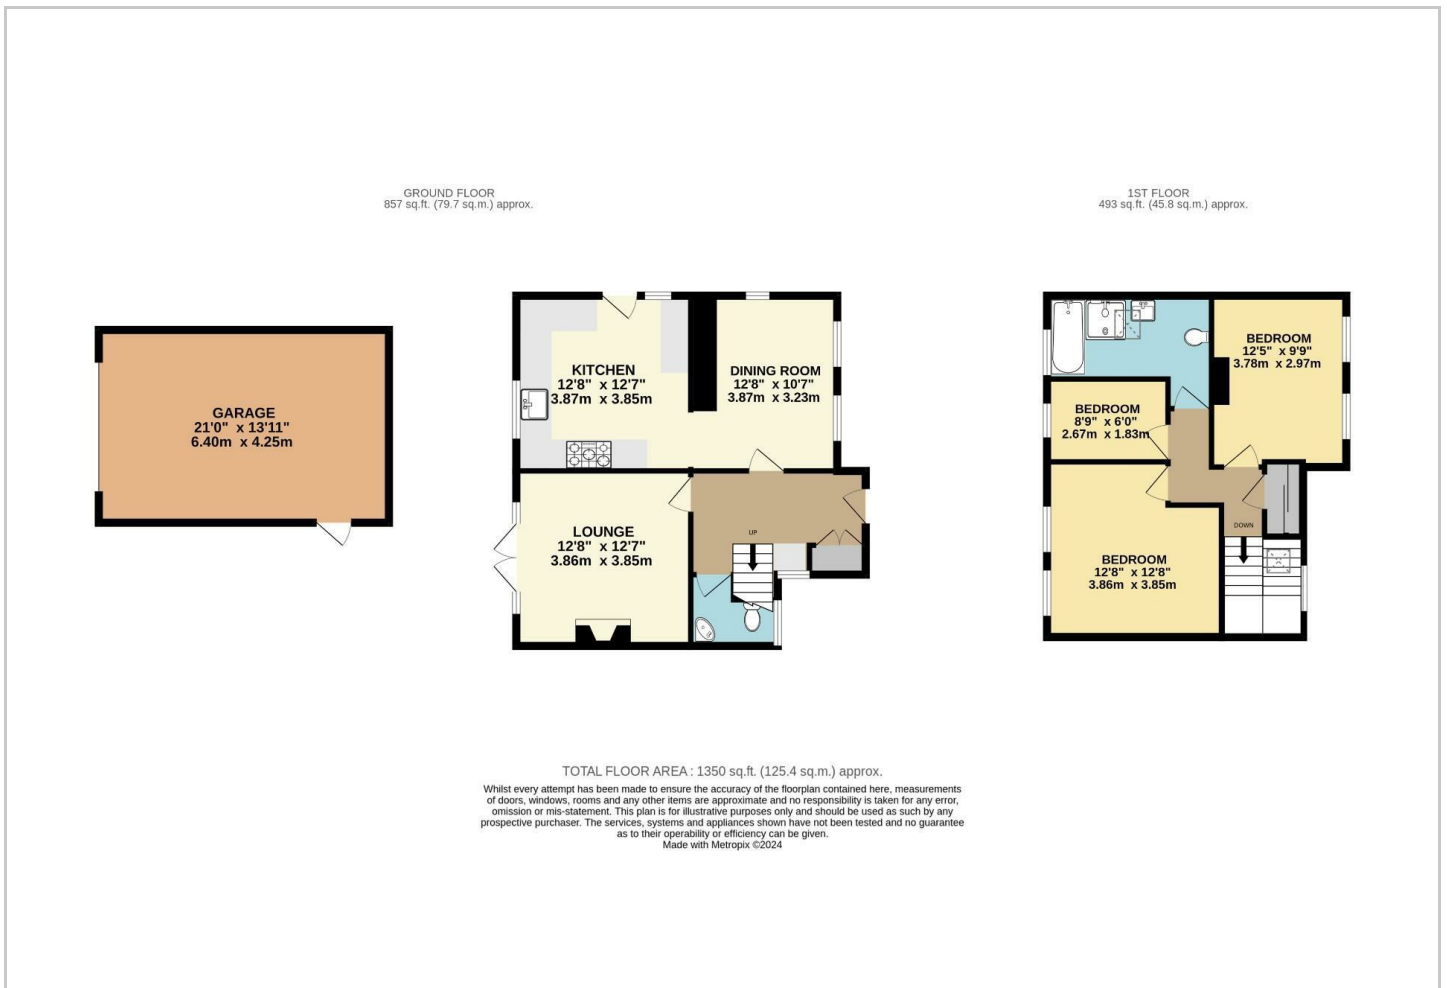 GROUND FLOOR
857 sq.ft. (79.7 sq.m.) approx.
1ST FLOOR
493 sq.ft. (45.8 sq.m.) approx.
GARAGE
21'0" x 13'11"
6.40m x 4.25m
KITCHEN
12'8" x 12'7"
3.87m x 3.85m
DINING ROOM
12'8" x 10'7"
3.87m x 3.23m
LOUNGE
12'8" x 12'7"
3.86m x 3.85m
UP
BEDROOM
12'5" x 9'9"
3.78m x 2.97m
BEDROOM
8'9" x 6'0"
2.67m x 1.83m
DOWN
BEDROOM
12'8" x 12'8"
3.86m x 3.85m
TOTAL FLOOR AREA : 1350 sq.ft. (125.4 sq.m.) approx.
Whilst every attempt has been made to ensure the accuracy of the floorplan contained here, measurements
of doors, windows, rooms and any other items are approximate and no responsibility is taken for any error,
omission or mis-statement. This plan is for illustrative purposes only and should be used as such by any
prospective purchaser. The services, systems and appliances shown have not been tested and no guarantee
as to their operability or efficiency can be given.
Made with Metropix ©2024